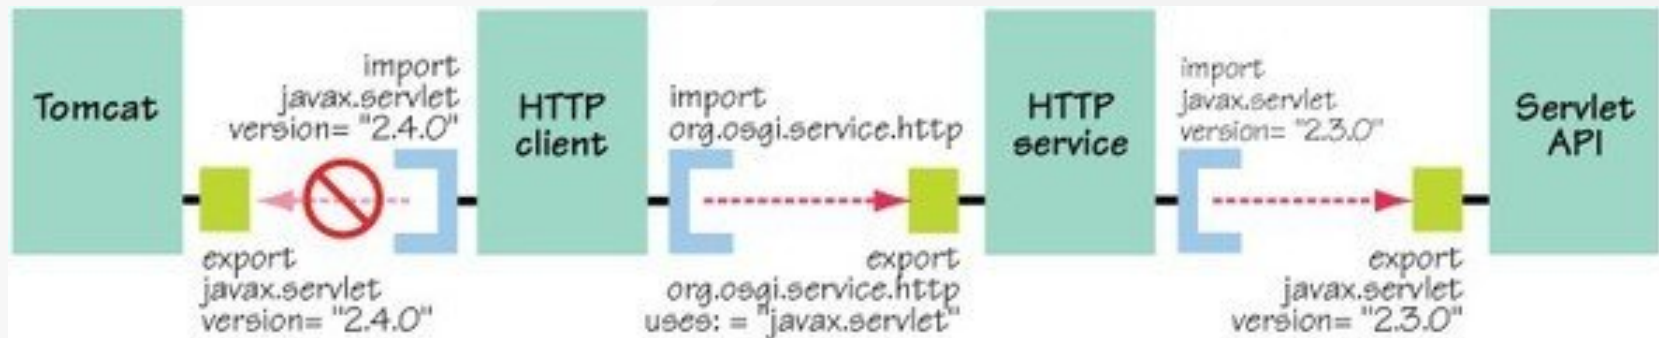 Tomcat
import
javax.servlet
version= "2.4.0"
export
javax.servlet
version= "2.4.0"
HTTP
client
import
org.osgi.service.http
export
org.osgi.service.http
uses: = "javax.servlet"
HTTP
service
import
javax.servlet
version= "2.3.0"
export
javax.servlet
version= "2.3.0"
Servlet
API